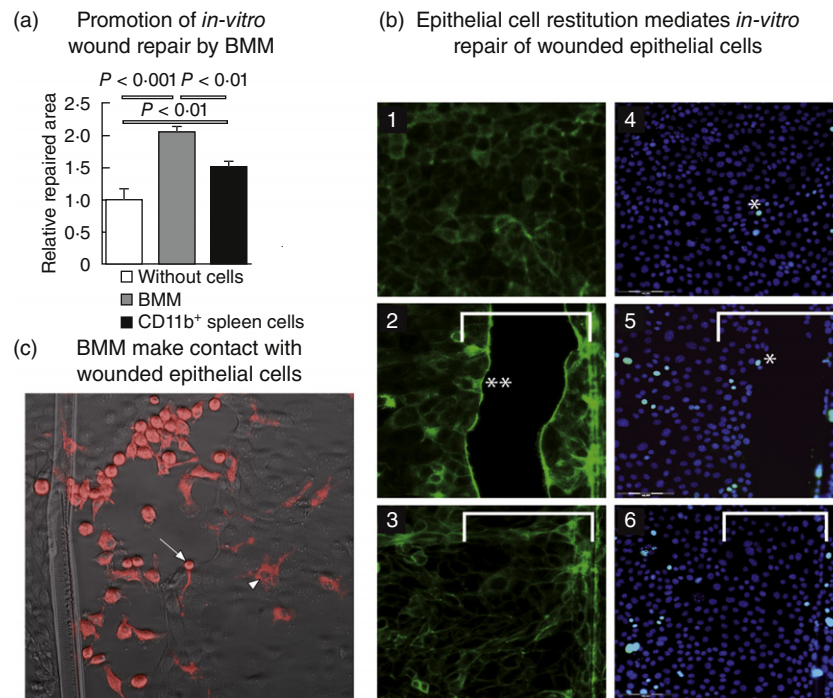 (a) Promotion of in-vitro
wound repair by BMM
P < 0·001 P < 0·01
P < 0·01
Relative repaired area
2·5
2·0
1·5
1·0
0·5
0
Without cells
BMM
CD11b+ spleen cells
(b) Epithelial cell restitution mediates in-vitro
repair of wounded epithelial cells
1
4
*
2
**
5
*
3
6
(c) BMM make contact with
wounded epithelial cells